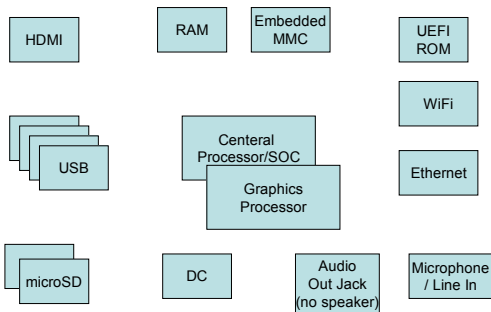 HDMI
RAM
Embedded
MMC
UEFI
ROM
WiFi
USB
Centeral
Processor/SOC
Graphics
Processor
Ethernet
microSD
DC
Audio
Out Jack
(no speaker)
Microphone
/ Line In